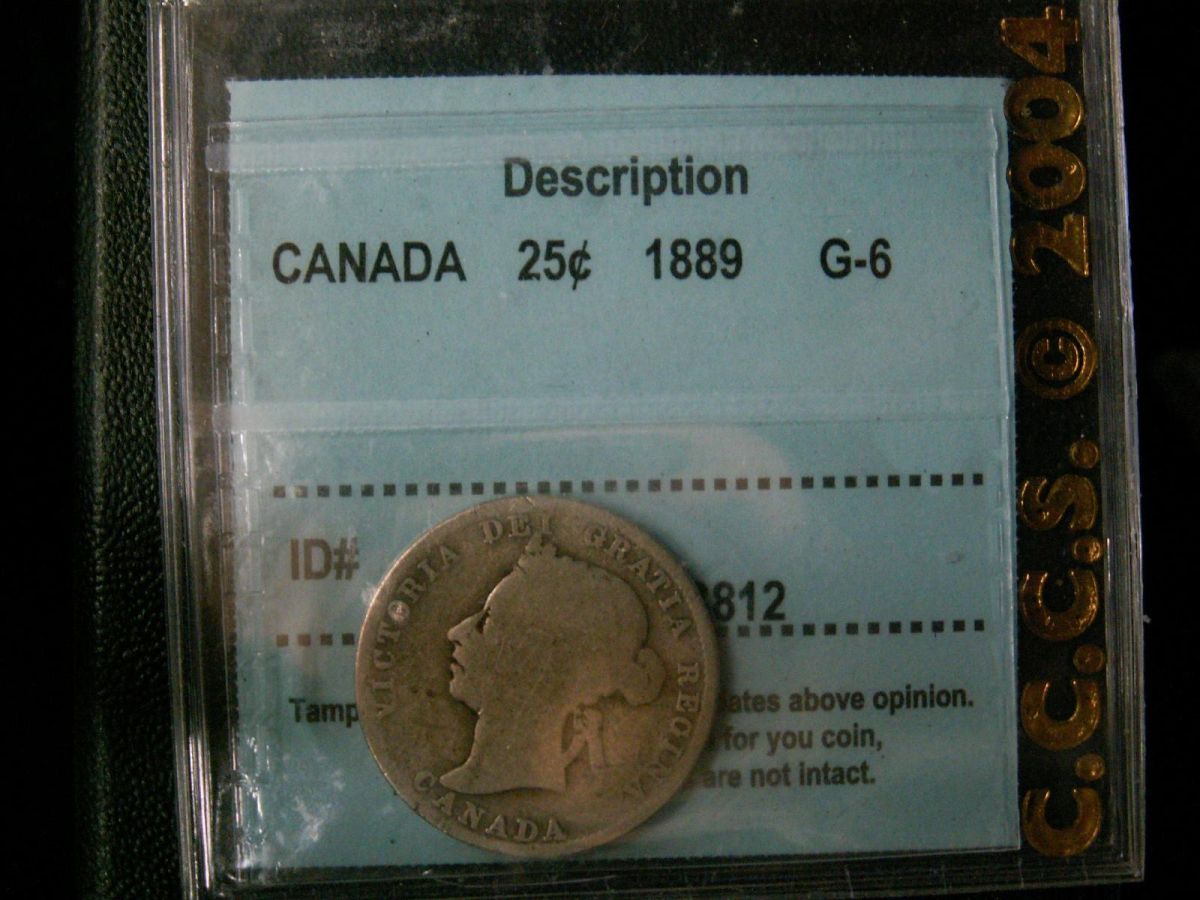 Description
CANADA 25¢ 1889 G-6
ID# 812
ates above opinion.
for you coin,
are not intact.
VICTORIA DEI GRATIA REGINA
CANADA
C.C.C.S. © 2004